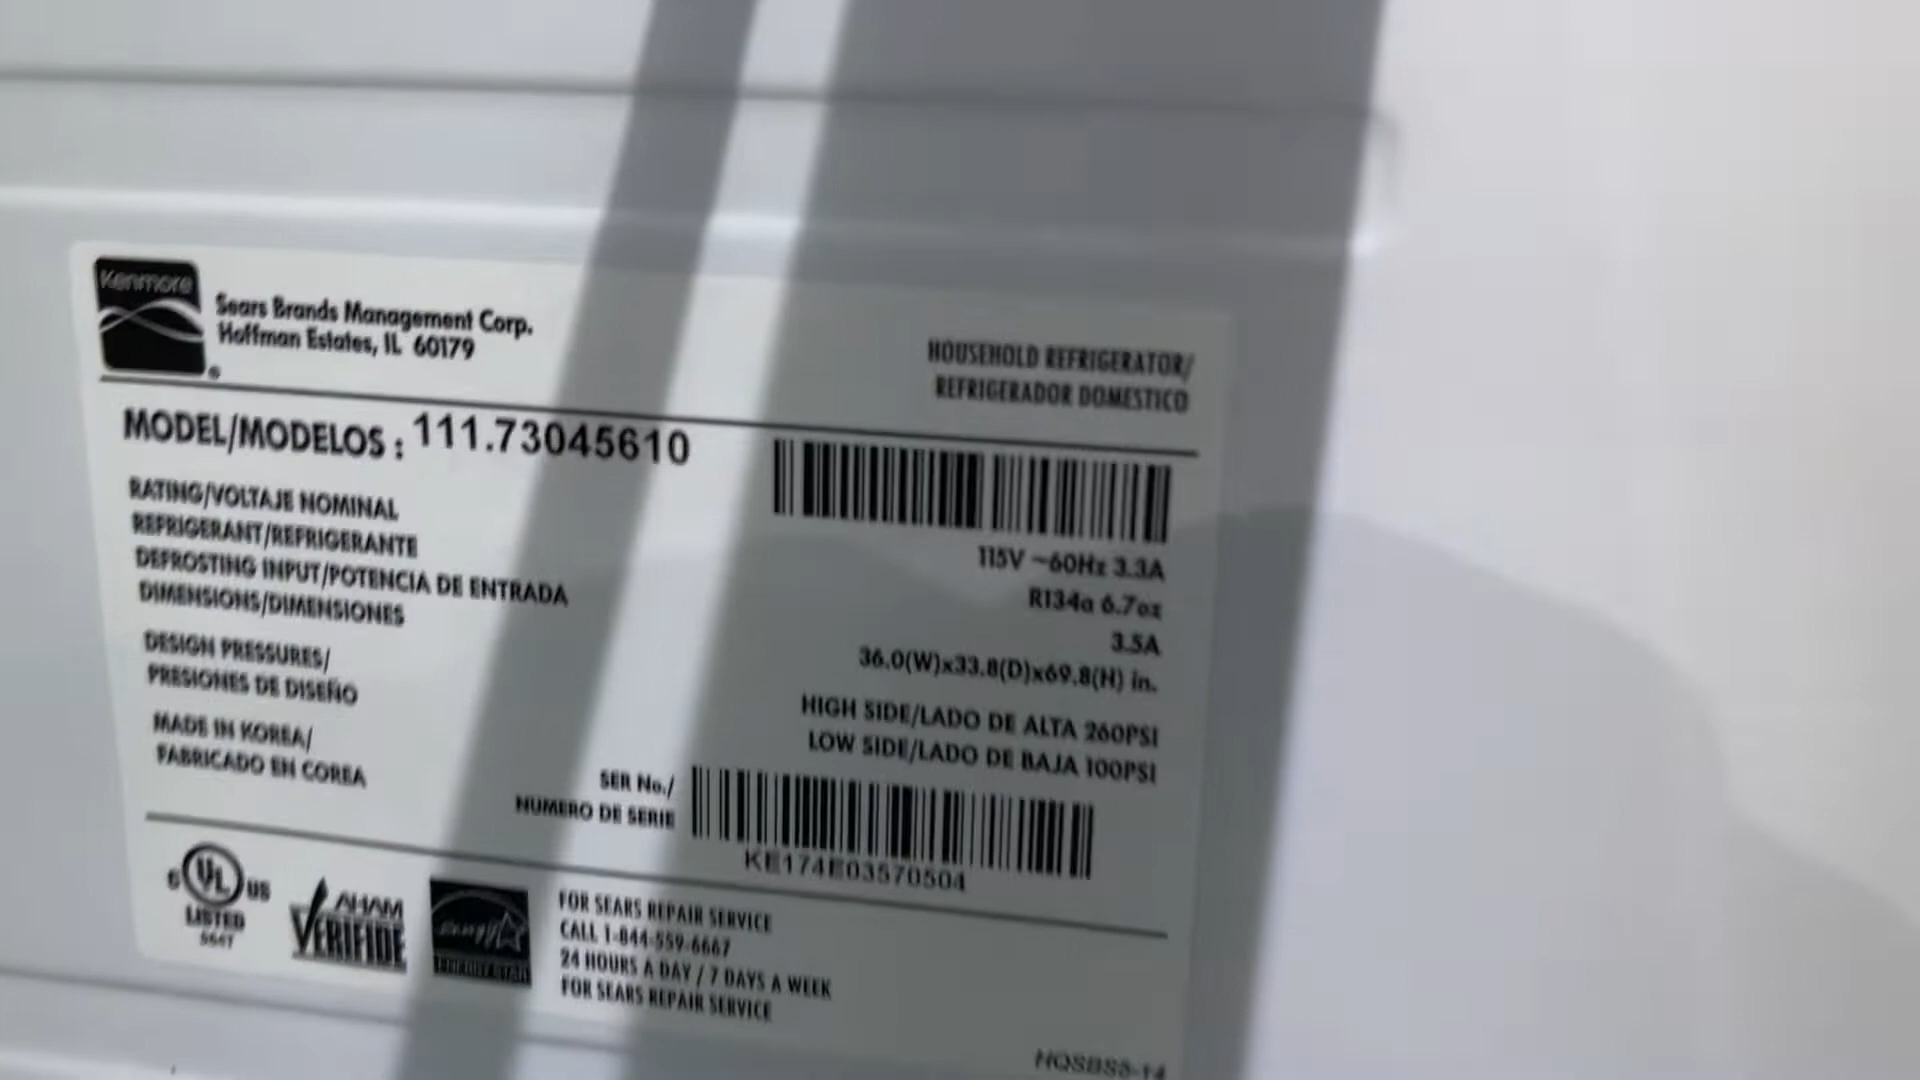 Kenmore
Sears Brands Management Corp.
Hoffman Estates, IL 60179
HOUSEHOLD REFRIGERATOR/
REFRIGERADOR DOMESTICO
MODEL/MODELOS : 111.73045610
RATING/VOLTAJE NOMINAL
115V ~60Hz 3.3A
REFRIGERANT/REFRIGERANTE
R134a 6.7oz
DEFROSTING INPUT/POTENCIA DE ENTRADA
3.5A
DIMENSIONS/DIMENSIONES
36.0(W)x33.8(D)x69.8(H) in.
DESIGN PRESSURES/
PRESIONES DE DISEÑO
HIGH SIDE/LADO DE ALTA 260PSI
LOW SIDE/LADO DE BAJA 100PSI
MADE IN KOREA/
FABRICADO EN COREA
SER No./
NUMERO DE SERIE
KE174E03570504
c UL US
LISTED
AHAM
VERIFIDE
energy
ENERGY STAR
FOR SEARS REPAIR SERVICE
CALL 1-844-559-6667
24 HOURS A DAY / 7 DAYS A WEEK
FOR SEARS REPAIR SERVICE